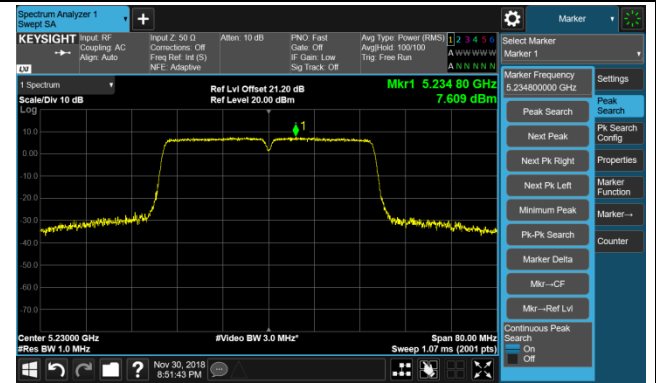 Spectrum Analyzer 1
Swept SA
+
Marker
KEYSIGHT
Input: RF
Coupling: AC
Align: Auto
Input Z: 50 Ω
Corrections: Off
Freq Ref: Int (S)
NFE: Adaptive
Atten: 10 dB
PNO: Fast
Gate: Off
IF Gain: Low
Sig Track: Off
Avg Type: Power (RMS)
Avg|Hold: 100/100
Trig: Free Run
1 2 3 4 5 6
A W W W W W
A N N N N N
LXI
Select Marker
Marker 1
1 Spectrum
Scale/Div 10 dB
Ref Lvl Offset 21.20 dB
Ref Level 20.00 dBm
Mkr1 5.234 80 GHz
7.609 dBm
Log
10.0
0.00
-10.0
-20.0
-30.0
-40.0
-50.0
-60.0
-70.0
1
Center 5.23000 GHz
#Res BW 1.0 MHz
#Video BW 3.0 MHz*
Span 80.00 MHz
Sweep 1.07 ms (2001 pts)
Marker Frequency
5.234800000 GHz
Peak Search
Next Peak
Next Pk Right
Next Pk Left
Minimum Peak
Pk-Pk Search
Marker Delta
Mkr→CF
Mkr→Ref Lvl
Continuous Peak
Search
On
Off
Settings
Peak
Search
Pk Search
Config
Properties
Marker
Function
Marker→
Counter
?
Nov 30, 2018
8:51:43 PM